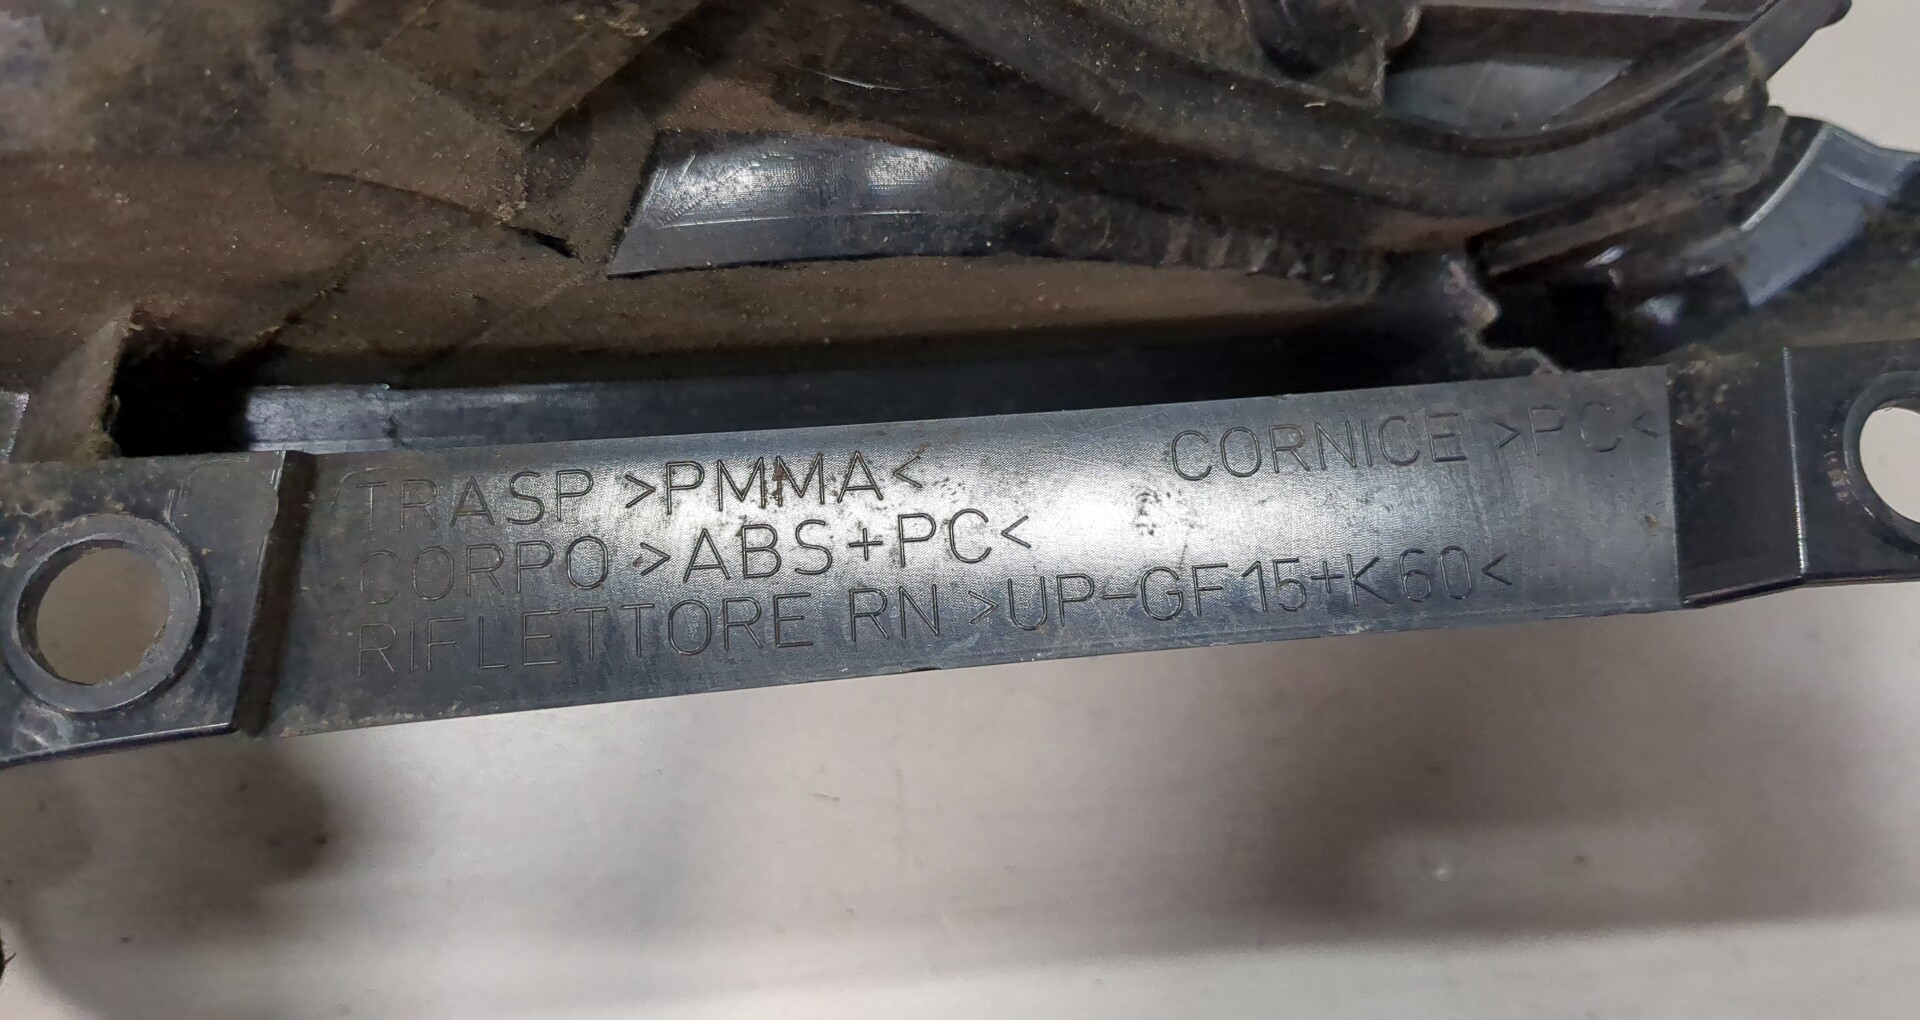 TRASP >PMMA< CORNICE >PC<
CORPO >ABS+PC<
RIFLETTORE RN >UP-GF15+K60<